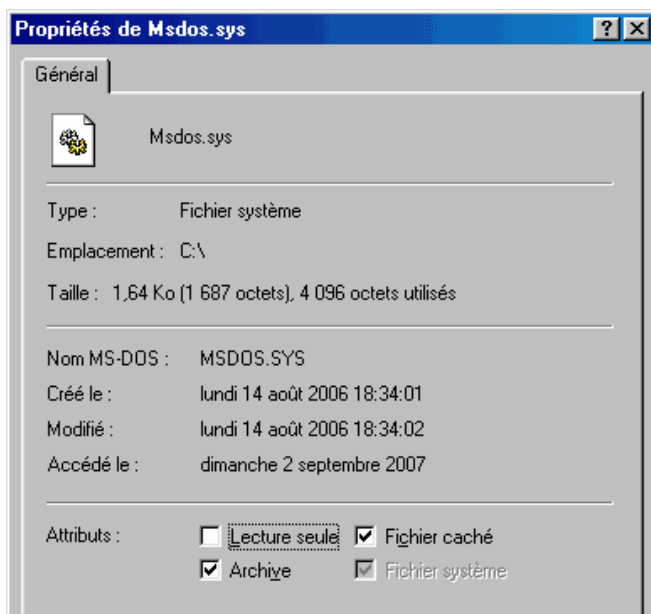 Propriétés de Msdos.sys
Général
Msdos.sys
Type : Fichier système
Emplacement : C:\
Taille : 1,64 Ko (1 687 octets), 4 096 octets utilisés
Nom MS-DOS : MSDOS.SYS
Créé le : lundi 14 août 2006 18:34:01
Modifié : lundi 14 août 2006 18:34:02
Accédé le : dimanche 2 septembre 2007
Attributs : Lecture seule Fichier caché
Archive Fichier système